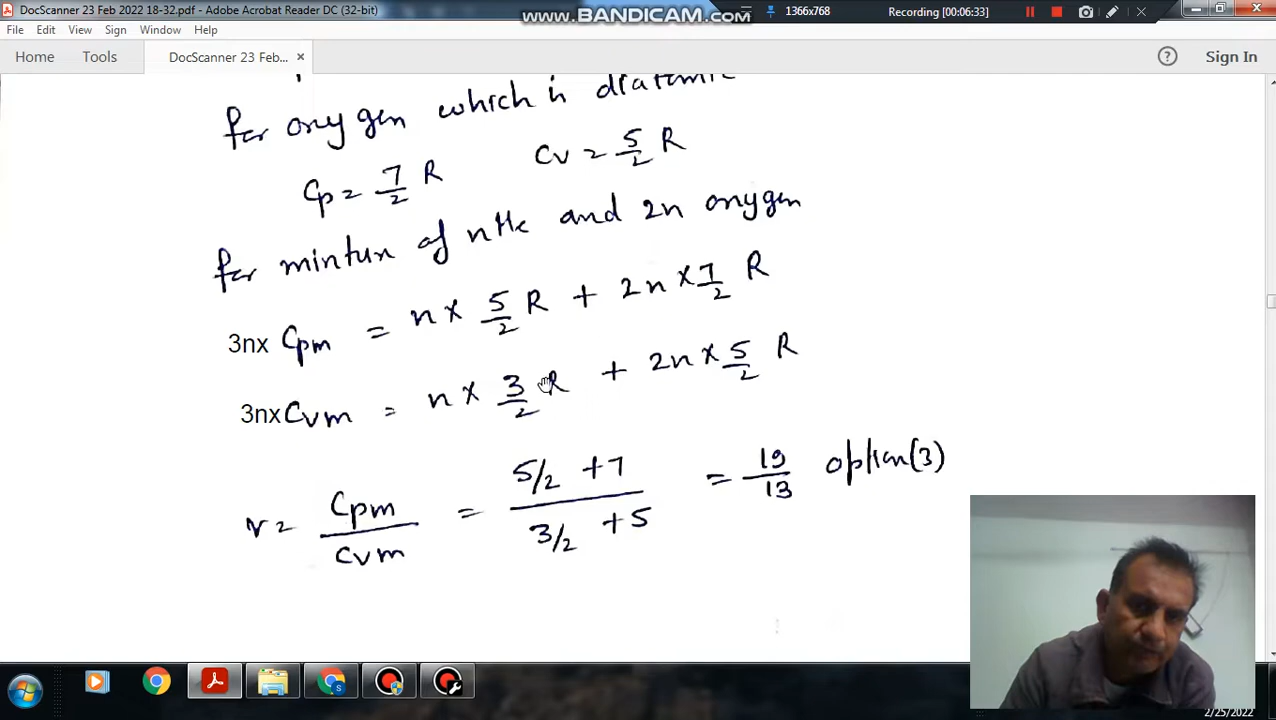 DocScanner 23 Feb 2022 18-32.pdf - Adobe Acrobat Reader DC (32-bit)
www.BANDICAM.com
1366x768
Recording [00:06:33]
File Edit View Sign Window Help
Home Tools DocScanner 23 Feb... × ? Sign In
for oxygen which is diatomic
Cp = 7/2 R Cv = 5/2 R
for mixture of nHe and 2n oxygen
3nx Cpm = n x 5/2 R + 2n x 7/2 R
3nx Cvm = n x 3/2 R + 2n x 5/2 R
r = Cpm/Cvm = 5/2 + 7 / 3/2 + 5 = 19/13 option(3)
2/25/2022